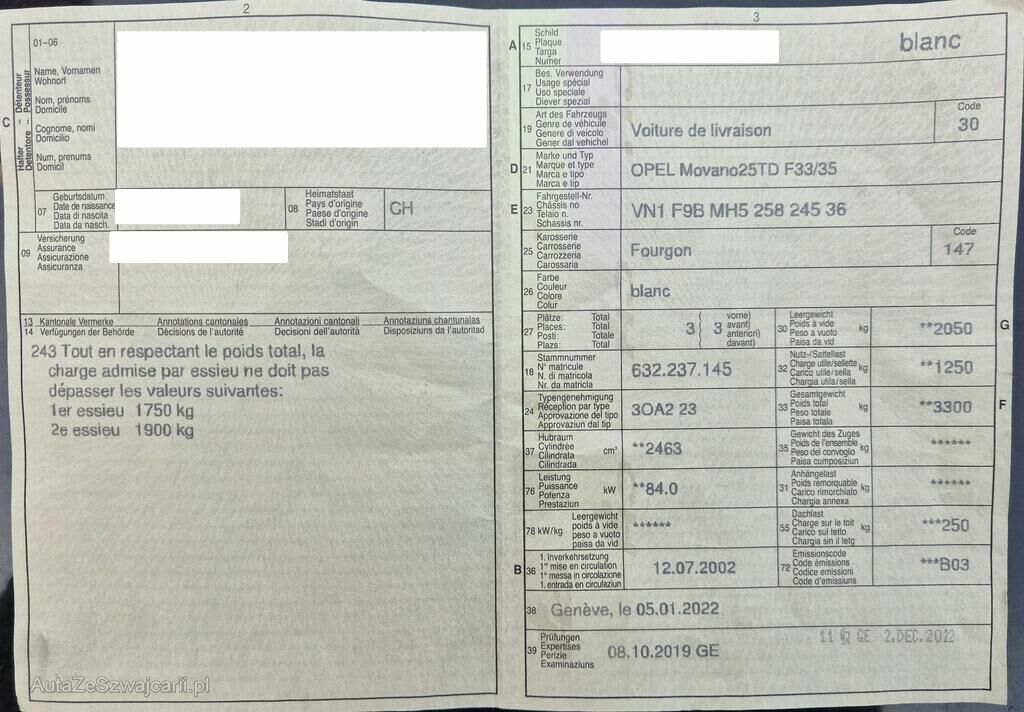 2
01-06
Name, Vornamen
Wohnort
Nom, prénoms
Domicile
Cognome, nomi
Domicilio
Num, prenums
Domicil
C
Halter – Détenteur
Detentore – Possessur
07
Geburtsdatum
Date de naissance
Data di nascita
Data da nasch.
08
Heimatstaat
Pays d'origine
Paese d'origine
Stadi d'origin
CH
09
Versicherung
Assurance
Assicurazione
Assicuranza
13 Kantonale Vermerke Annotations cantonales Annotazioni cantonali Annotaziuns chantunalas
14 Verfügungen der Behörde Décisions de l'autorité Decisioni dell'autorità Disposiziuns da l'autoritad
243 Tout en respectant le poids total, la
charge admise par essieu ne doit pas
dépasser les valeurs suivantes:
1er essieu 1750 kg
2e essieu 1900 kg
AutaZeSzwajcarii.pl
3
A 15
Schild
Plaque
Targa
Numer
blanc
17
Bes. Verwendung
Usage spécial
Uso speciale
Diever spezial
19
Art des Fahrzeugs
Genre de véhicule
Genere di veicolo
Gener dal vichel
Voiture de livraison
Code
30
D 21
Marke und Typ
Marque et type
Marca e tipo
Marca e tip
OPEL Movano25TD F33/35
E 23
Fahrgestell-Nr.
Châssis no
Telaio n.
Schassis nr.
VN1 F9B MH5 258 245 36
25
Karosserie
Carrosserie
Carrozzeria
Carossaria
Fourgon
Code
147
26
Farbe
Couleur
Colore
Colur
blanc
27
Plätze: Total
Places: Total
Posti: Totale
Plazs: Total
3 { 3
vorne)
avant)
anteriori)
davant)
30
Leergewicht
Poids à vide
Peso a vuoto
Paisa da vid
kg
**2050
G
18
Stammnummer
N° matricule
N. di matricola
Nr. da matricla
632.237.145
32
Nutz-/Sattellast
Charge utile/sellette
Carico utile/sella
Chargia utila/sella
kg
**1250
24
Typengenehmigung
Réception par type
Approvazione del tipo
Approvaziun dal tip
3OA2 23
33
Gesamtgewicht
Poids total
Peso totale
Paisa totala
kg
**3300
F
37
Hubraum
Cylindrée
Cilindrata
Cilindrada
cm³
**2463
35
Gewicht des Zuges
Poids de l'ensemble
Peso del convoglio
Paisa cumposiziun
kg
******
76
Leistung
Puissance
Potenza
Prestaziun
kW
**84.0
31
Anhängelast
Poids remorquable
Carico rimorchiato
Chargia annexa
kg
******
78 kW/kg
Leergewicht
poids à vide
peso a vuoto
paisa da vid
******
55
Dachlast
Charge sur le toit
Carico sul tetto
Chargia sin il tetg
kg
***250
B 36
1. Inverkehrsetzung
1re mise en circulation
1a messa in circolazione
1. entrada en circulaziun
12.07.2002
72
Emissionscode
Code émissions
Codice emissioni
Code d'emissiuns
***B03
38
Genève, le 05.01.2022
39
Prüfungen
Expertises
Perizie
Examinaziuns
08.10.2019 GE
GE 2.DEC.2022